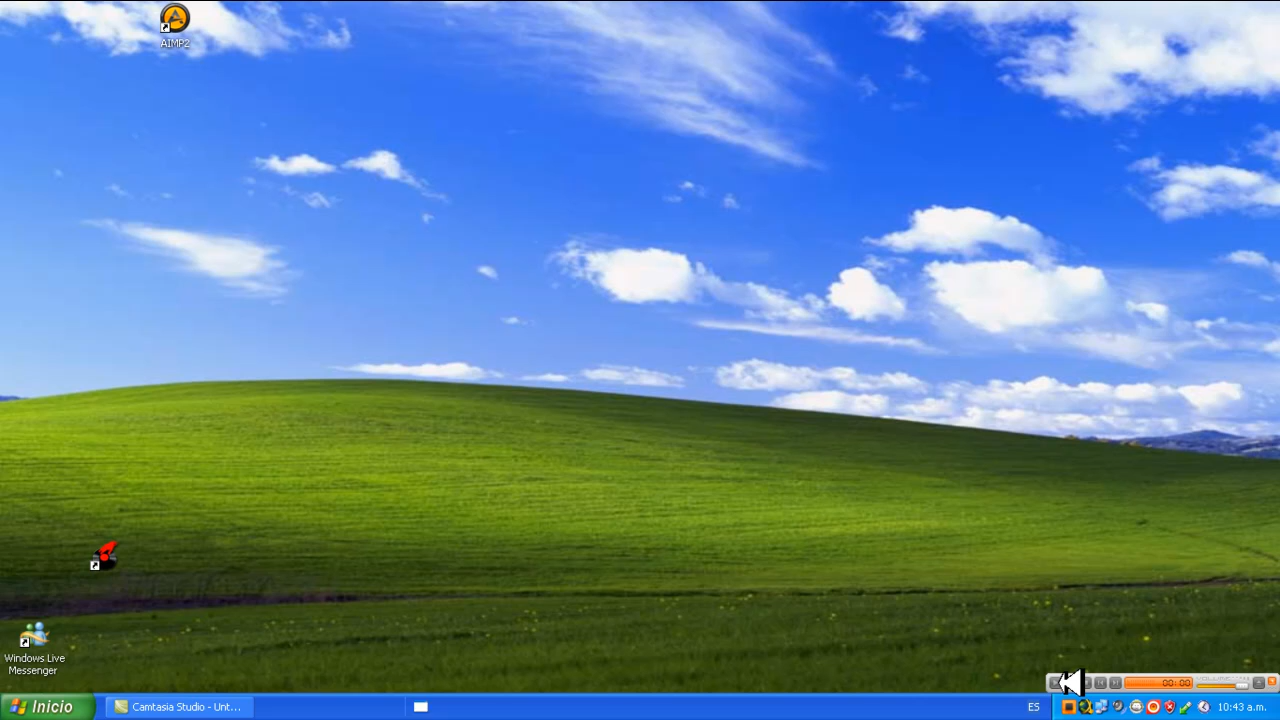 AIMP2
Windows Live
Messenger
00:00
Inicio
Camtasia Studio - Unt...
ES
10:43 a.m.